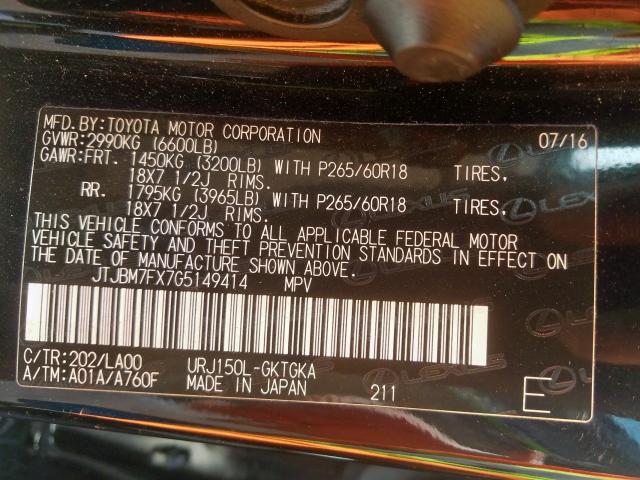 MFD.BY:TOYOTA MOTOR CORPORATION 07/16
GVWR:2990KG (6600LB)
GAWR:FRT. 1450KG (3200LB) WITH P265/60R18 TIRES,
18X7 1/2J RIMS.
RR. 1795KG (3965LB) WITH P265/60R18 TIRES,
18X7 1/2J RIMS.
THIS VEHICLE CONFORMS TO ALL APPLICABLE FEDERAL MOTOR
VEHICLE SAFETY AND THEFT PREVENTION STANDARDS IN EFFECT ON
THE DATE OF MANUFACTURE SHOWN ABOVE.
JTJBM7FX7G5149414 MPV
C/TR:202/LA00 URJ150L-GKTGKA
A/TM:A01A/A760F MADE IN JAPAN 211 E
LEXUS